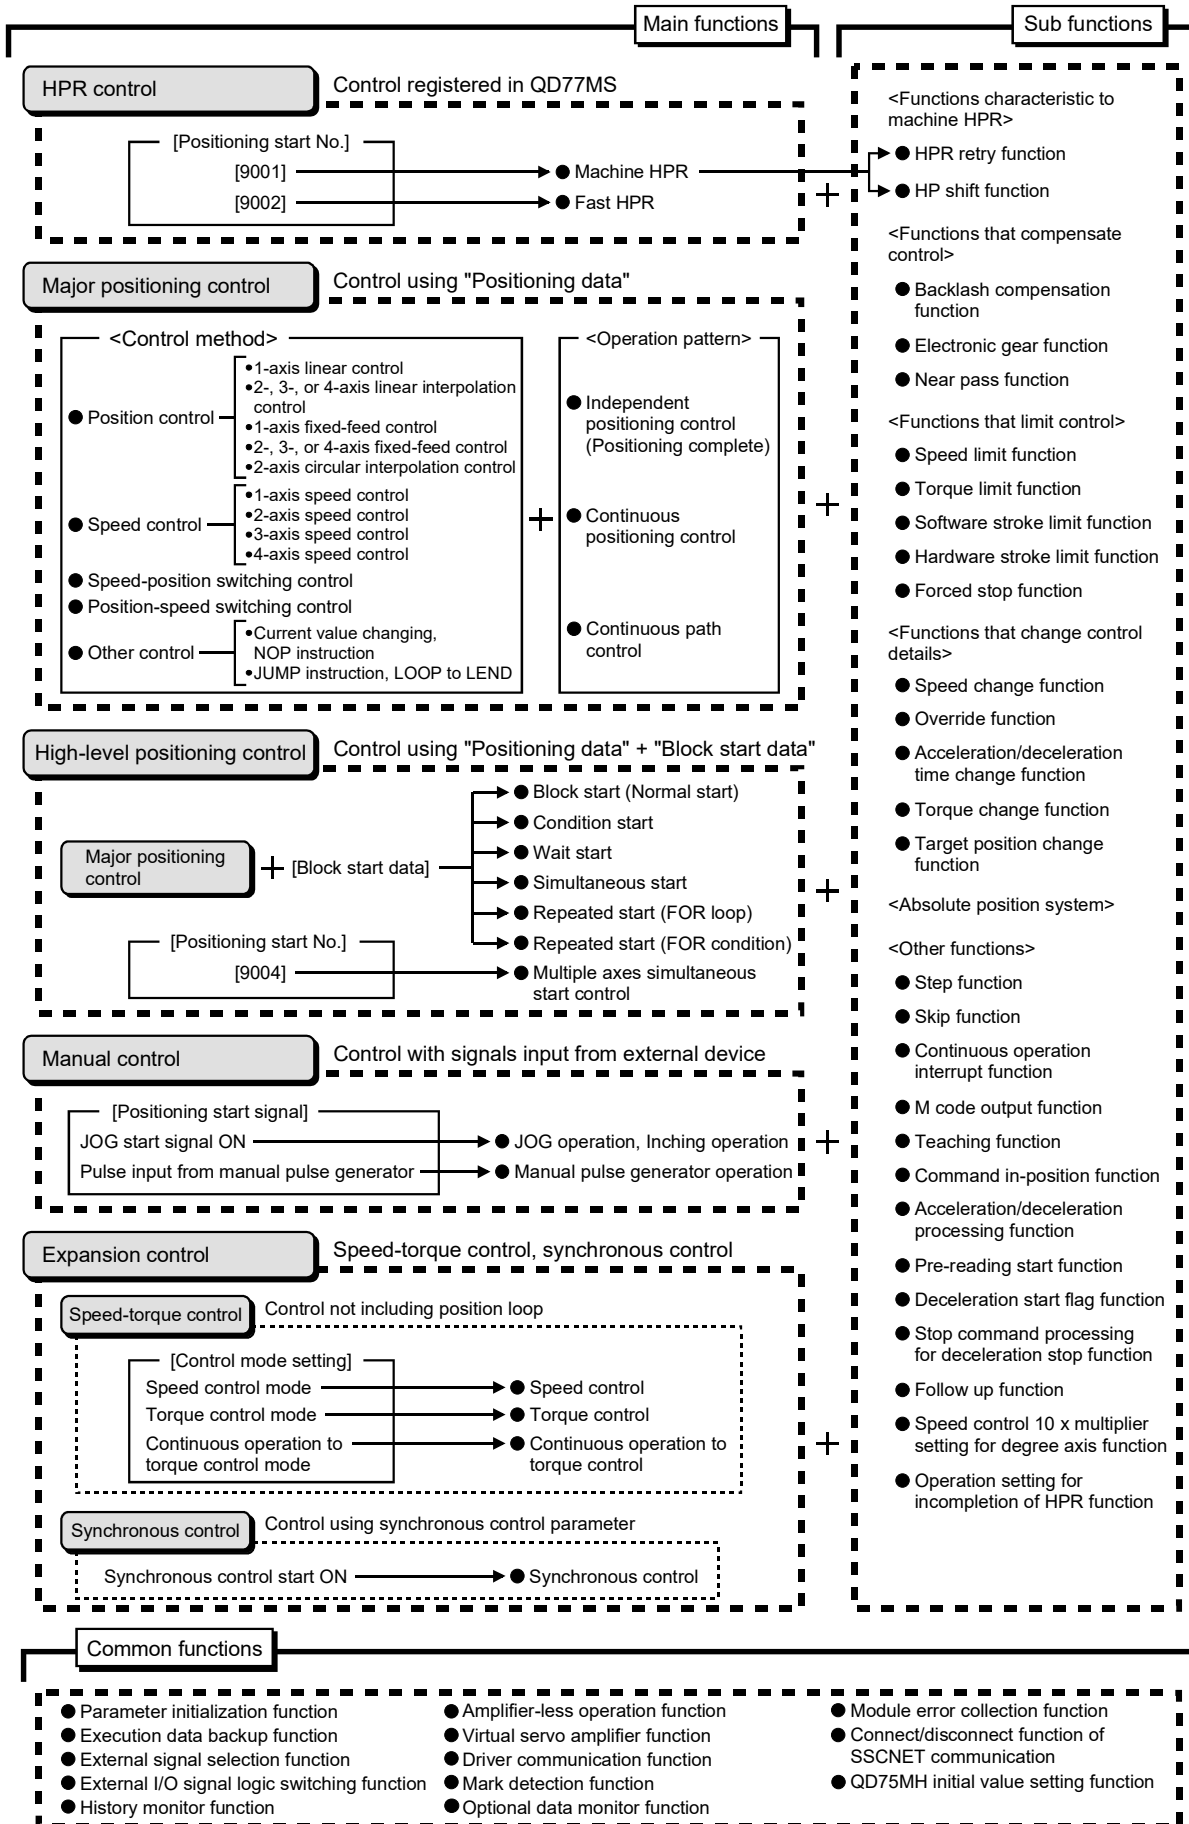 Main functions
Sub functions
HPR control
Control registered in QD77MS
[Positioning start No.]
[9001]
● Machine HPR
[9002]
● Fast HPR
Major positioning control
Control using "Positioning data"
<Control method>
● Position control
•1-axis linear control
•2-, 3-, or 4-axis linear interpolation
control
•1-axis fixed-feed control
•2-, 3-, or 4-axis fixed-feed control
•2-axis circular interpolation control
● Speed control
•1-axis speed control
•2-axis speed control
•3-axis speed control
•4-axis speed control
● Speed-position switching control
● Position-speed switching control
● Other control
•Current value changing,
NOP instruction
•JUMP instruction, LOOP to LEND
+
<Operation pattern>
● Independent
positioning control
(Positioning complete)
● Continuous
positioning control
● Continuous path
control
High-level positioning control
Control using "Positioning data" + "Block start data"
Major positioning
control
+
[Block start data]
● Block start (Normal start)
● Condition start
● Wait start
● Simultaneous start
● Repeated start (FOR loop)
● Repeated start (FOR condition)
[Positioning start No.]
[9004]
● Multiple axes simultaneous
start control
Manual control
Control with signals input from external device
[Positioning start signal]
JOG start signal ON
● JOG operation, Inching operation
Pulse input from manual pulse generator
● Manual pulse generator operation
Expansion control
Speed-torque control, synchronous control
Speed-torque control
Control not including position loop
[Control mode setting]
Speed control mode
● Speed control
Torque control mode
● Torque control
Continuous operation to
torque control mode
● Continuous operation to
torque control
Synchronous control
Control using synchronous control parameter
Synchronous control start ON
● Synchronous control
+
+
+
+
+
<Functions characteristic to
machine HPR>
● HPR retry function
● HP shift function
<Functions that compensate
control>
● Backlash compensation
function
● Electronic gear function
● Near pass function
<Functions that limit control>
● Speed limit function
● Torque limit function
● Software stroke limit function
● Hardware stroke limit function
● Forced stop function
<Functions that change control
details>
● Speed change function
● Override function
● Acceleration/deceleration
time change function
● Torque change function
● Target position change
function
<Absolute position system>
<Other functions>
● Step function
● Skip function
● Continuous operation
interrupt function
● M code output function
● Teaching function
● Command in-position function
● Acceleration/deceleration
processing function
● Pre-reading start function
● Deceleration start flag function
● Stop command processing
for deceleration stop function
● Follow up function
● Speed control 10 x multiplier
setting for degree axis function
● Operation setting for
incompletion of HPR function
Common functions
● Parameter initialization function
● Execution data backup function
● External signal selection function
● External I/O signal logic switching function
● History monitor function
● Amplifier-less operation function
● Virtual servo amplifier function
● Driver communication function
● Mark detection function
● Optional data monitor function
● Module error collection function
● Connect/disconnect function of
SSCNET communication
● QD75MH initial value setting function